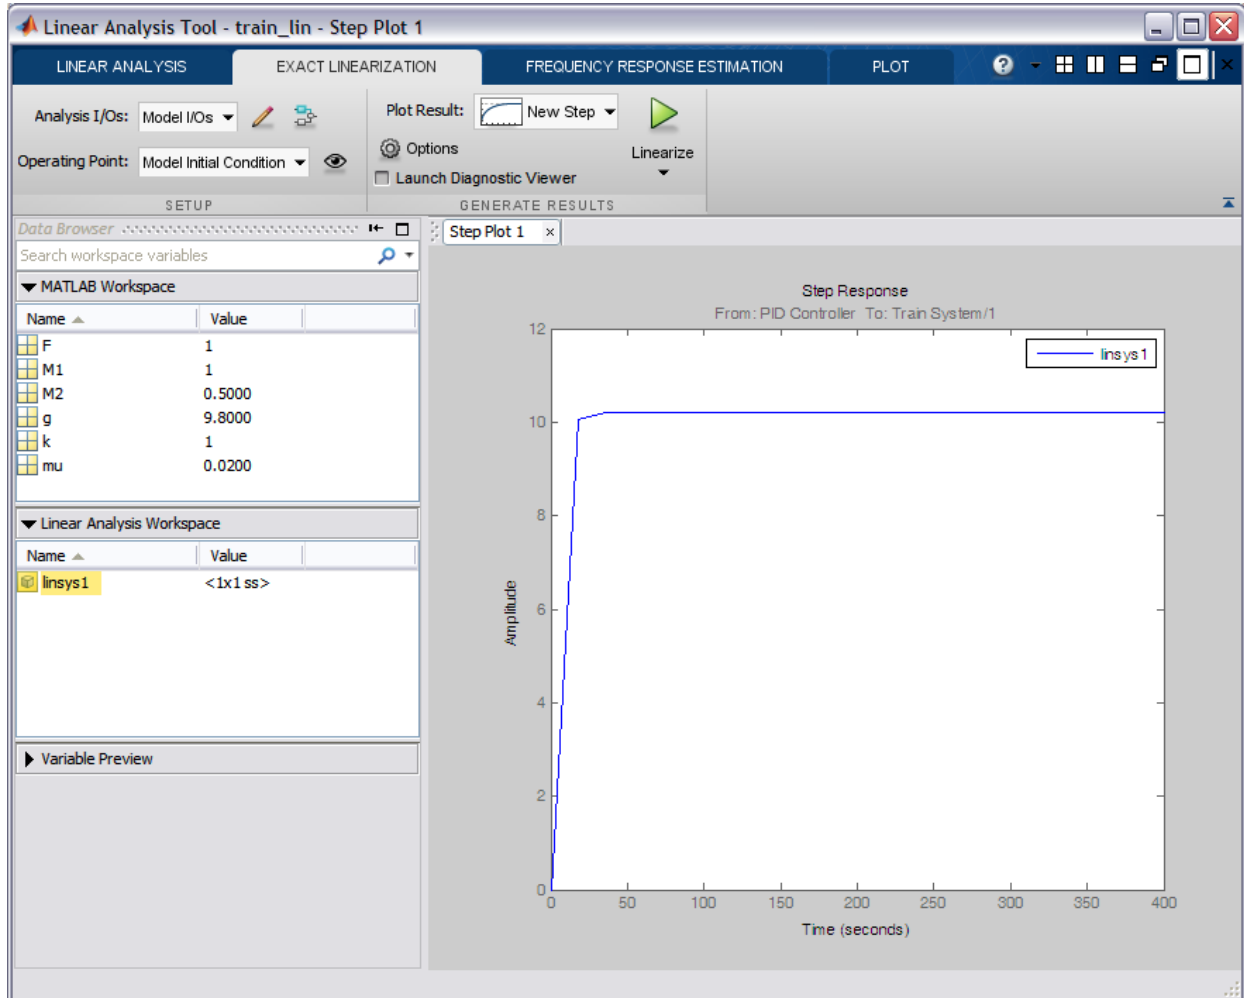 Linear Analysis Tool - train_lin - Step Plot 1
LINEAR ANALYSIS EXACT LINEARIZATION FREQUENCY RESPONSE ESTIMATION PLOT
Analysis I/Os: Model I/Os
Operating Point: Model Initial Condition
SETUP
Plot Result: New Step
Options
Launch Diagnostic Viewer
Linearize
GENERATE RESULTS
Data Browser
Search workspace variables
MATLAB Workspace
Name Value
F 1
M1 1
M2 0.5000
g 9.8000
k 1
mu 0.0200
Linear Analysis Workspace
Name Value
linsys1 <1x1 ss>
Variable Preview
Step Plot 1
Step Response
From: PID Controller To: Train System/1
linsys1
12
10
8
6
4
2
0
Amplitude
0 50 100 150 200 250 300 350 400
Time (seconds)